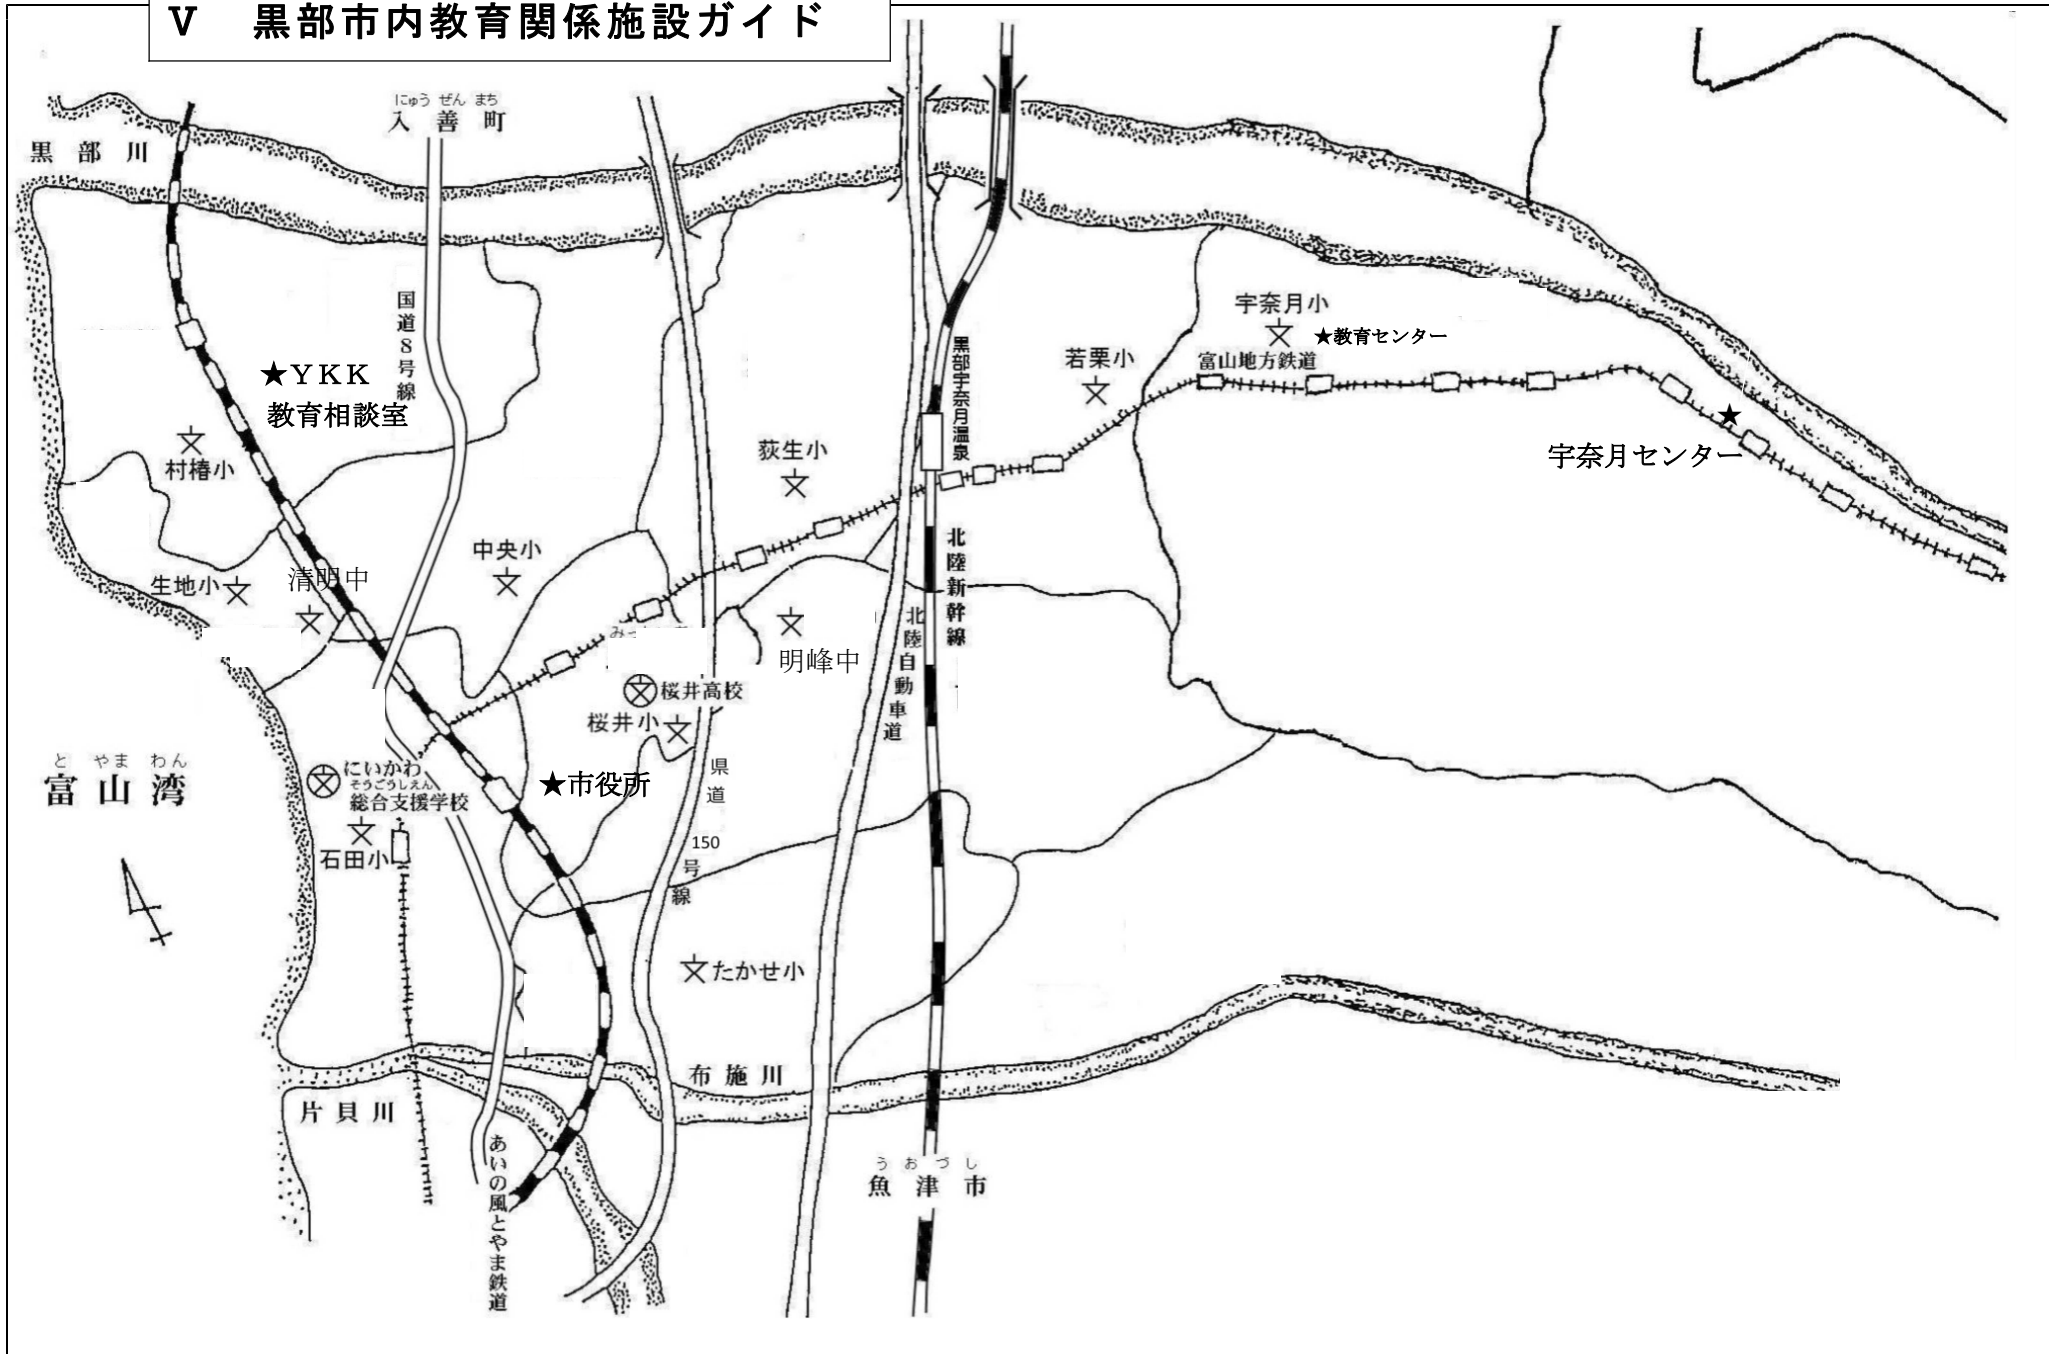 Ⅴ　黒部市内教育関係施設ガイド
にゅう ぜん まち
入善町
黒部川
国道8号線
★YKK
教育相談室
村椿小
生地小
清明中
中央小
荻生小
若栗小
宇奈月小
★教育センター
富山地方鉄道
黒部宇奈月温泉
★
宇奈月センター
北陸新幹線
北陸自動車道
明峰中
桜井高校
桜井小
★市役所
県道150号線
と やま わん
富山湾
にいかわ
そうごうしえん
総合支援学校
石田小
たかせ小
布施川
片貝川
あいの風とやま鉄道
うおづし
魚津市